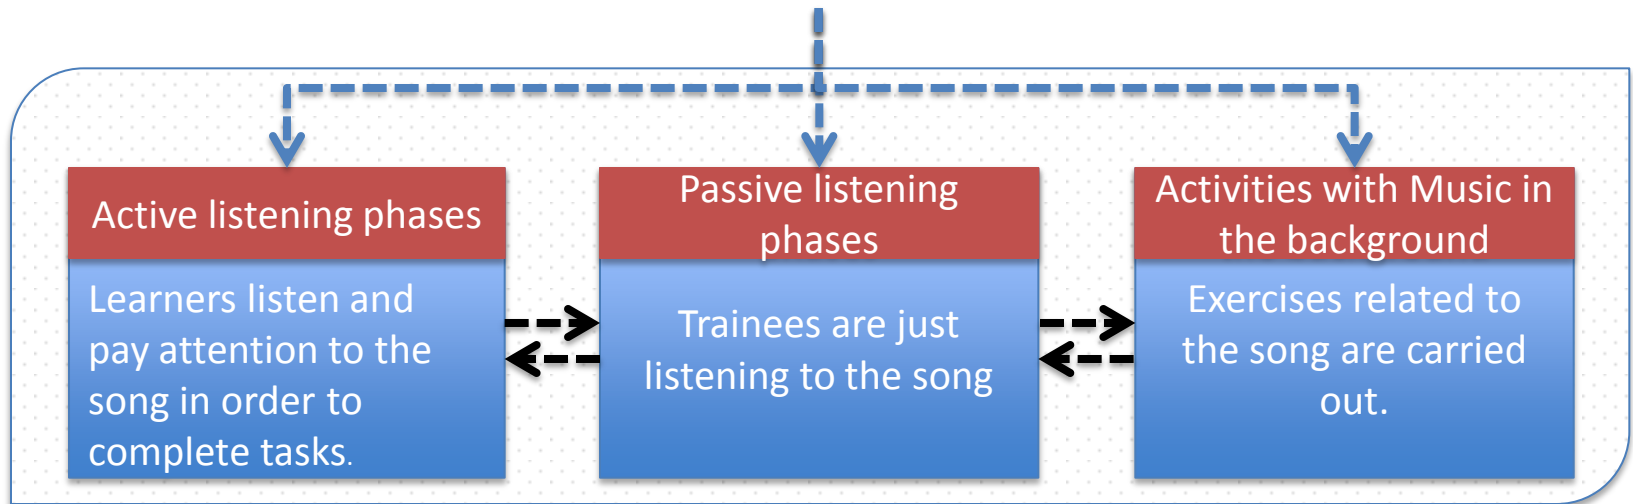 Active listening phases
Learners listen and
pay attention to the
song in order to
complete tasks.
Passive listening
phases
Trainees are just
listening to the song
Activities with Music in
the background
Exercises related to
the song are carried
out.